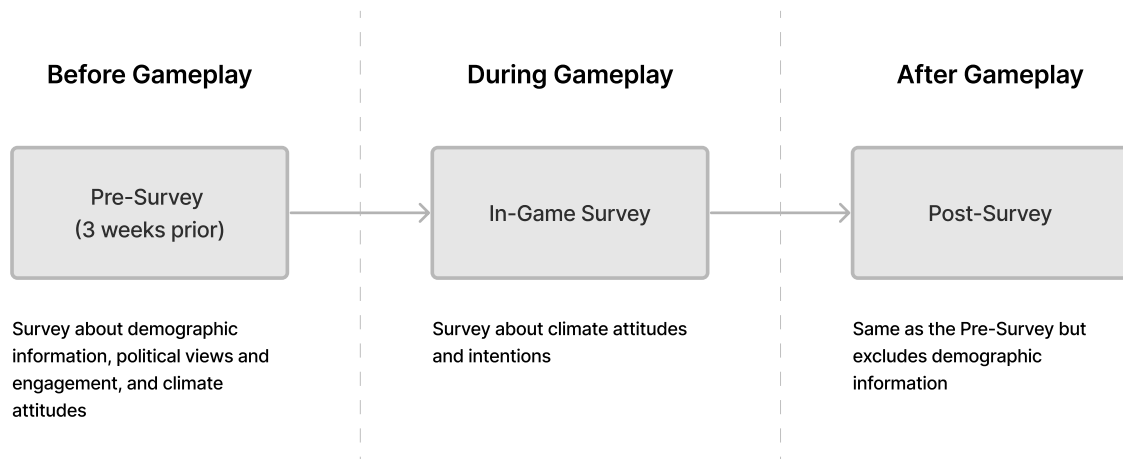 Before Gameplay
During Gameplay
After Gameplay
Pre-Survey
(3 weeks prior)
In-Game Survey
Post-Survey
Survey about demographic
information, political views and
engagement, and climate
attitudes
Survey about climate attitudes
and intentions
Same as the Pre-Survey but
excludes demographic
information